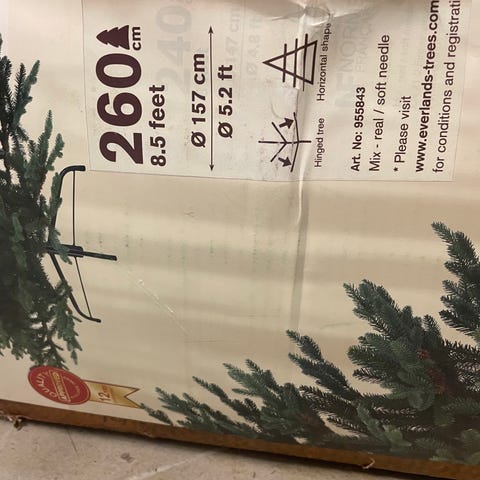 260 cm
8.5 feet
Ø 157 cm
Ø 5.2 ft
Horizontal shape
Hinged tree
Art. No: 955843
Mix - real / soft needle
* Please visit
www.everlands-trees.com
for conditions and registrati